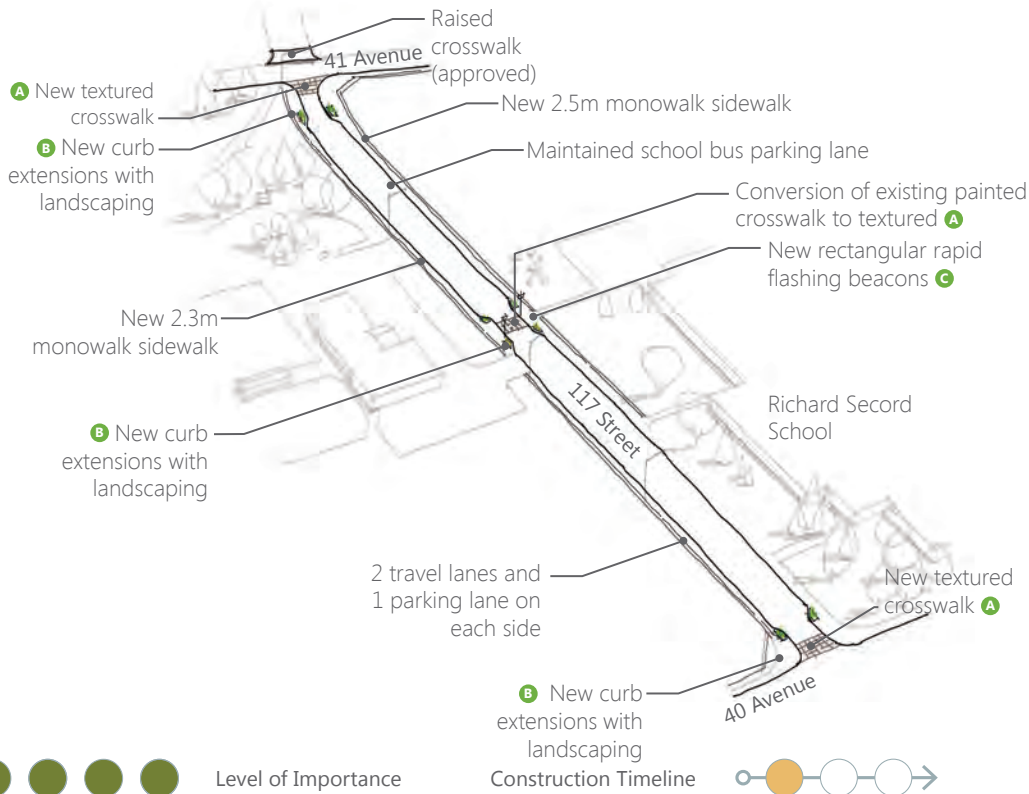 Raised
crosswalk
(approved)
41 Avenue
A New textured
crosswalk
B New curb
extensions with
landscaping
New 2.5m monowalk sidewalk
Maintained school bus parking lane
Conversion of existing painted
crosswalk to textured A
New rectangular rapid
flashing beacons C
New 2.3m
monowalk sidewalk
117 Street
Richard Secord
School
B New curb
extensions with
landscaping
2 travel lanes and
1 parking lane on
each side
New textured
crosswalk A
B New curb
extensions with
landscaping
40 Avenue
Level of Importance
Construction Timeline